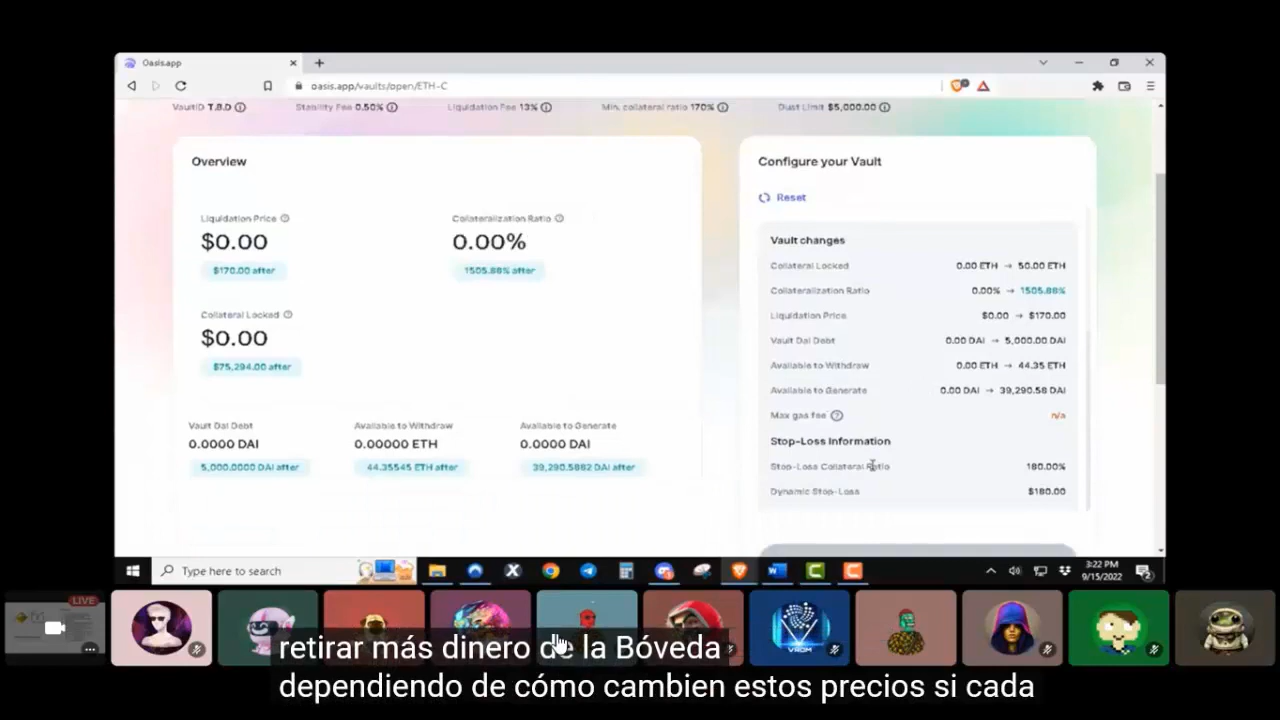 Oasis.app
oasis.app/vaults/open/ETH-C
VaultID T.B.D
Stability Fee 0.50%
Liquidation Fee 13%
Min. collateral ratio 170%
Dust Limit $5,000.00
Overview
Liquidation Price
$0.00
$170.00 after
Collateralization Ratio
0.00%
1505.88% after
Collateral Locked
$0.00
$75,294.00 after
Vault Dai Debt
0.0000 DAI
5,000.0000 DAI after
Available to Withdraw
0.00000 ETH
44.35545 ETH after
Available to Generate
0.0000 DAI
39,290.5882 DAI after
Configure your Vault
Reset
Vault changes
Collateral Locked 0.00 ETH → 50.00 ETH
Collateralization Ratio 0.00% → 1505.88%
Liquidation Price $0.00 → $170.00
Vault Dai Debt 0.00 DAI → 5,000.00 DAI
Available to Withdraw 0.00 ETH → 44.35 ETH
Available to Generate 0.00 DAI → 39,290.58 DAI
Max gas fee n/a
Stop-Loss Information
Stop-Loss Collateral Ratio 180.00%
Dynamic Stop-Loss $180.00
Type here to search
3:22 PM
9/15/2022
LIVE
VRDM
retirar más dinero de la Bóveda
dependiendo de cómo cambien estos precios si cada